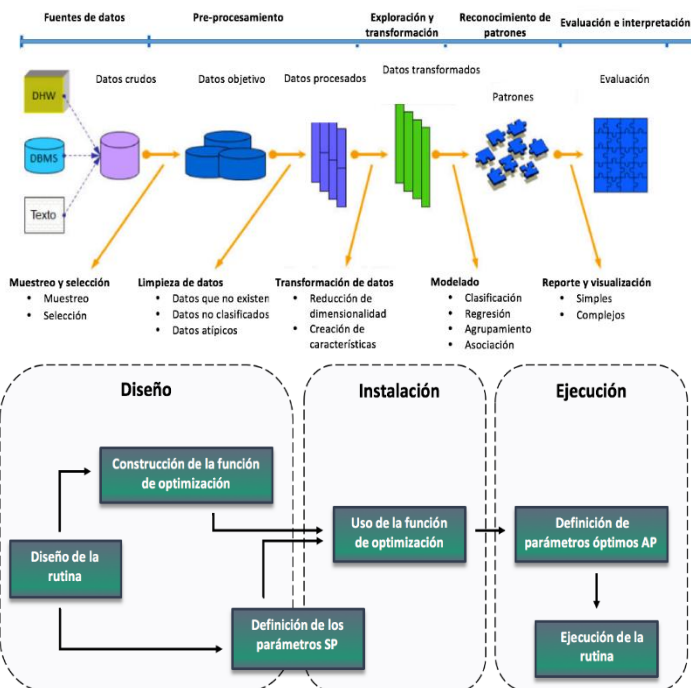 Fuentes de datos
Pre-procesamiento
Exploración y
transformación
Reconocimiento de
patrones
Evaluación e interpretación
Datos crudos
Datos objetivo
Datos procesados
Datos transformados
Patrones
Evaluación
DHW
DBMS
Texto
Muestreo y selección
• Muestreo
• Selección
Limpieza de datos
• Datos que no existen
• Datos no clasificados
• Datos atípicos
Transformación de datos
• Reducción de
dimensionalidad
• Creación de
características
Modelado
• Clasificación
• Regresión
• Agrupamiento
• Asociación
Reporte y visualización
• Simples
• Complejos
Diseño
Instalación
Ejecución
Construcción de la función
de optimización
Diseño de la
rutina
Definición de los
parámetros SP
Uso de la función
de optimización
Definición de
parámetros óptimos AP
Ejecución de la
rutina